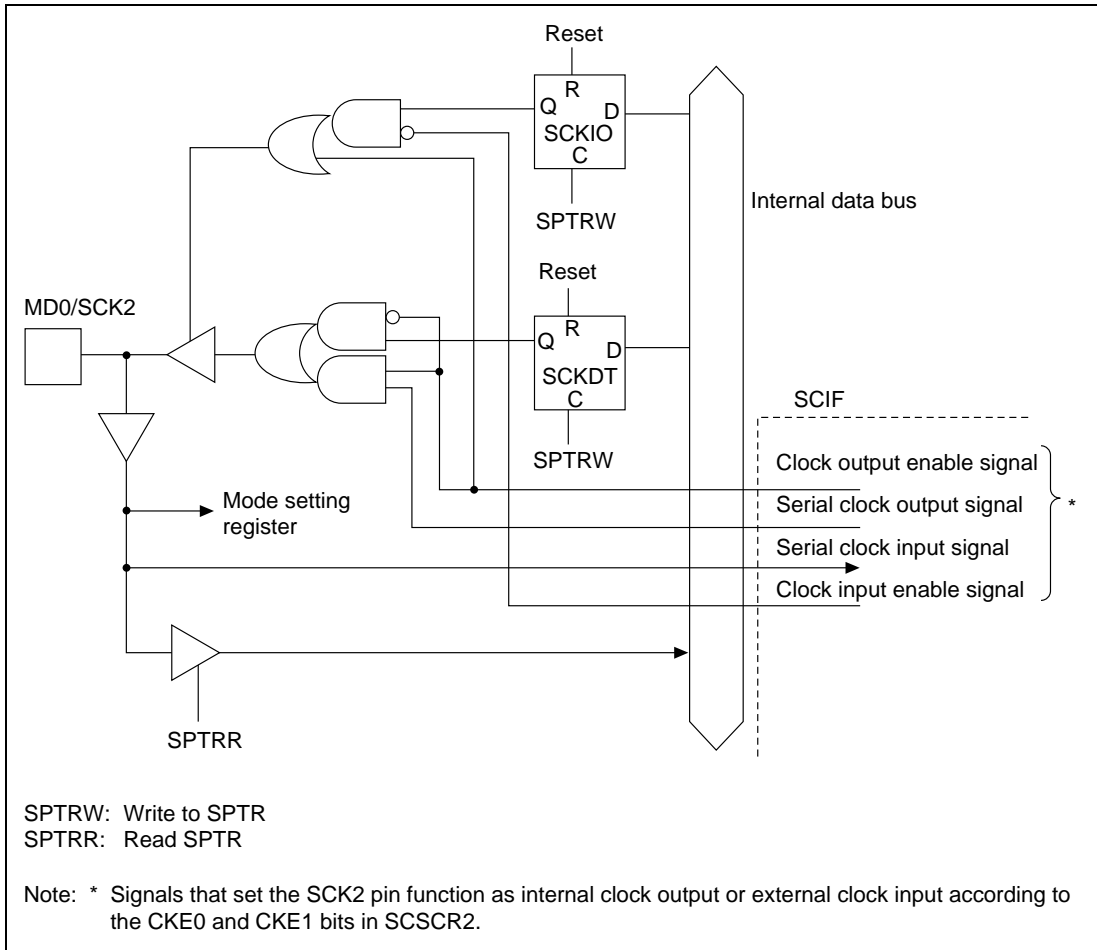 Reset
R
Q
D
SCKIO
C
SPTRW
Internal data bus
Reset
MD0/SCK2
R
Q
D
SCKDT
C
SCIF
SPTRW
Clock output enable signal
Mode setting
register
Serial clock output signal
*
Serial clock input signal
Clock input enable signal
SPTRR
SPTRW: Write to SPTR
SPTRR: Read SPTR
Note: * Signals that set the SCK2 pin function as internal clock output or external clock input according to
the CKE0 and CKE1 bits in SCSCR2.